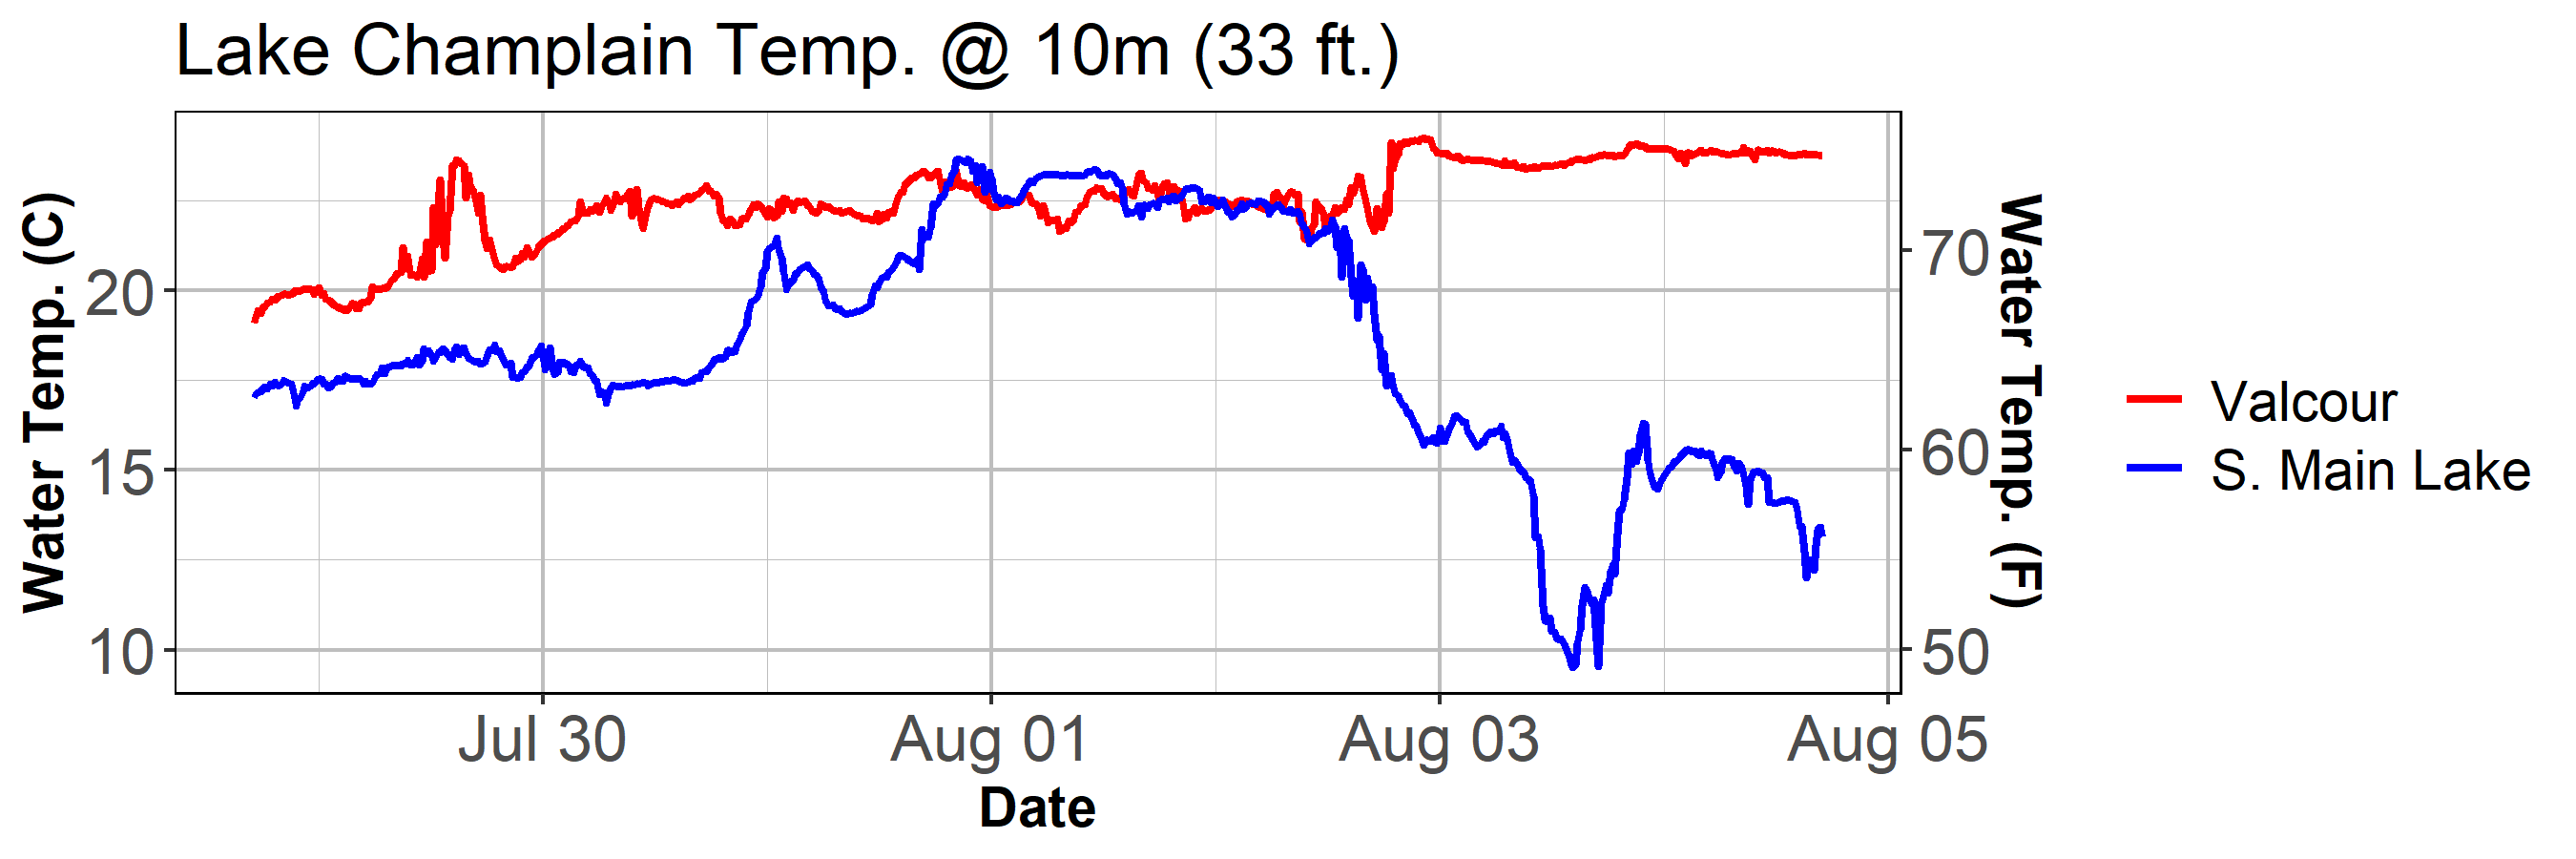 Lake Champlain Temp. @ 10m (33 ft.)
Water Temp. (C)
20
15
10
70
60
50
Water Temp. (F)
Valcour
S. Main Lake
Jul 30
Aug 01
Aug 03
Aug 05
Date